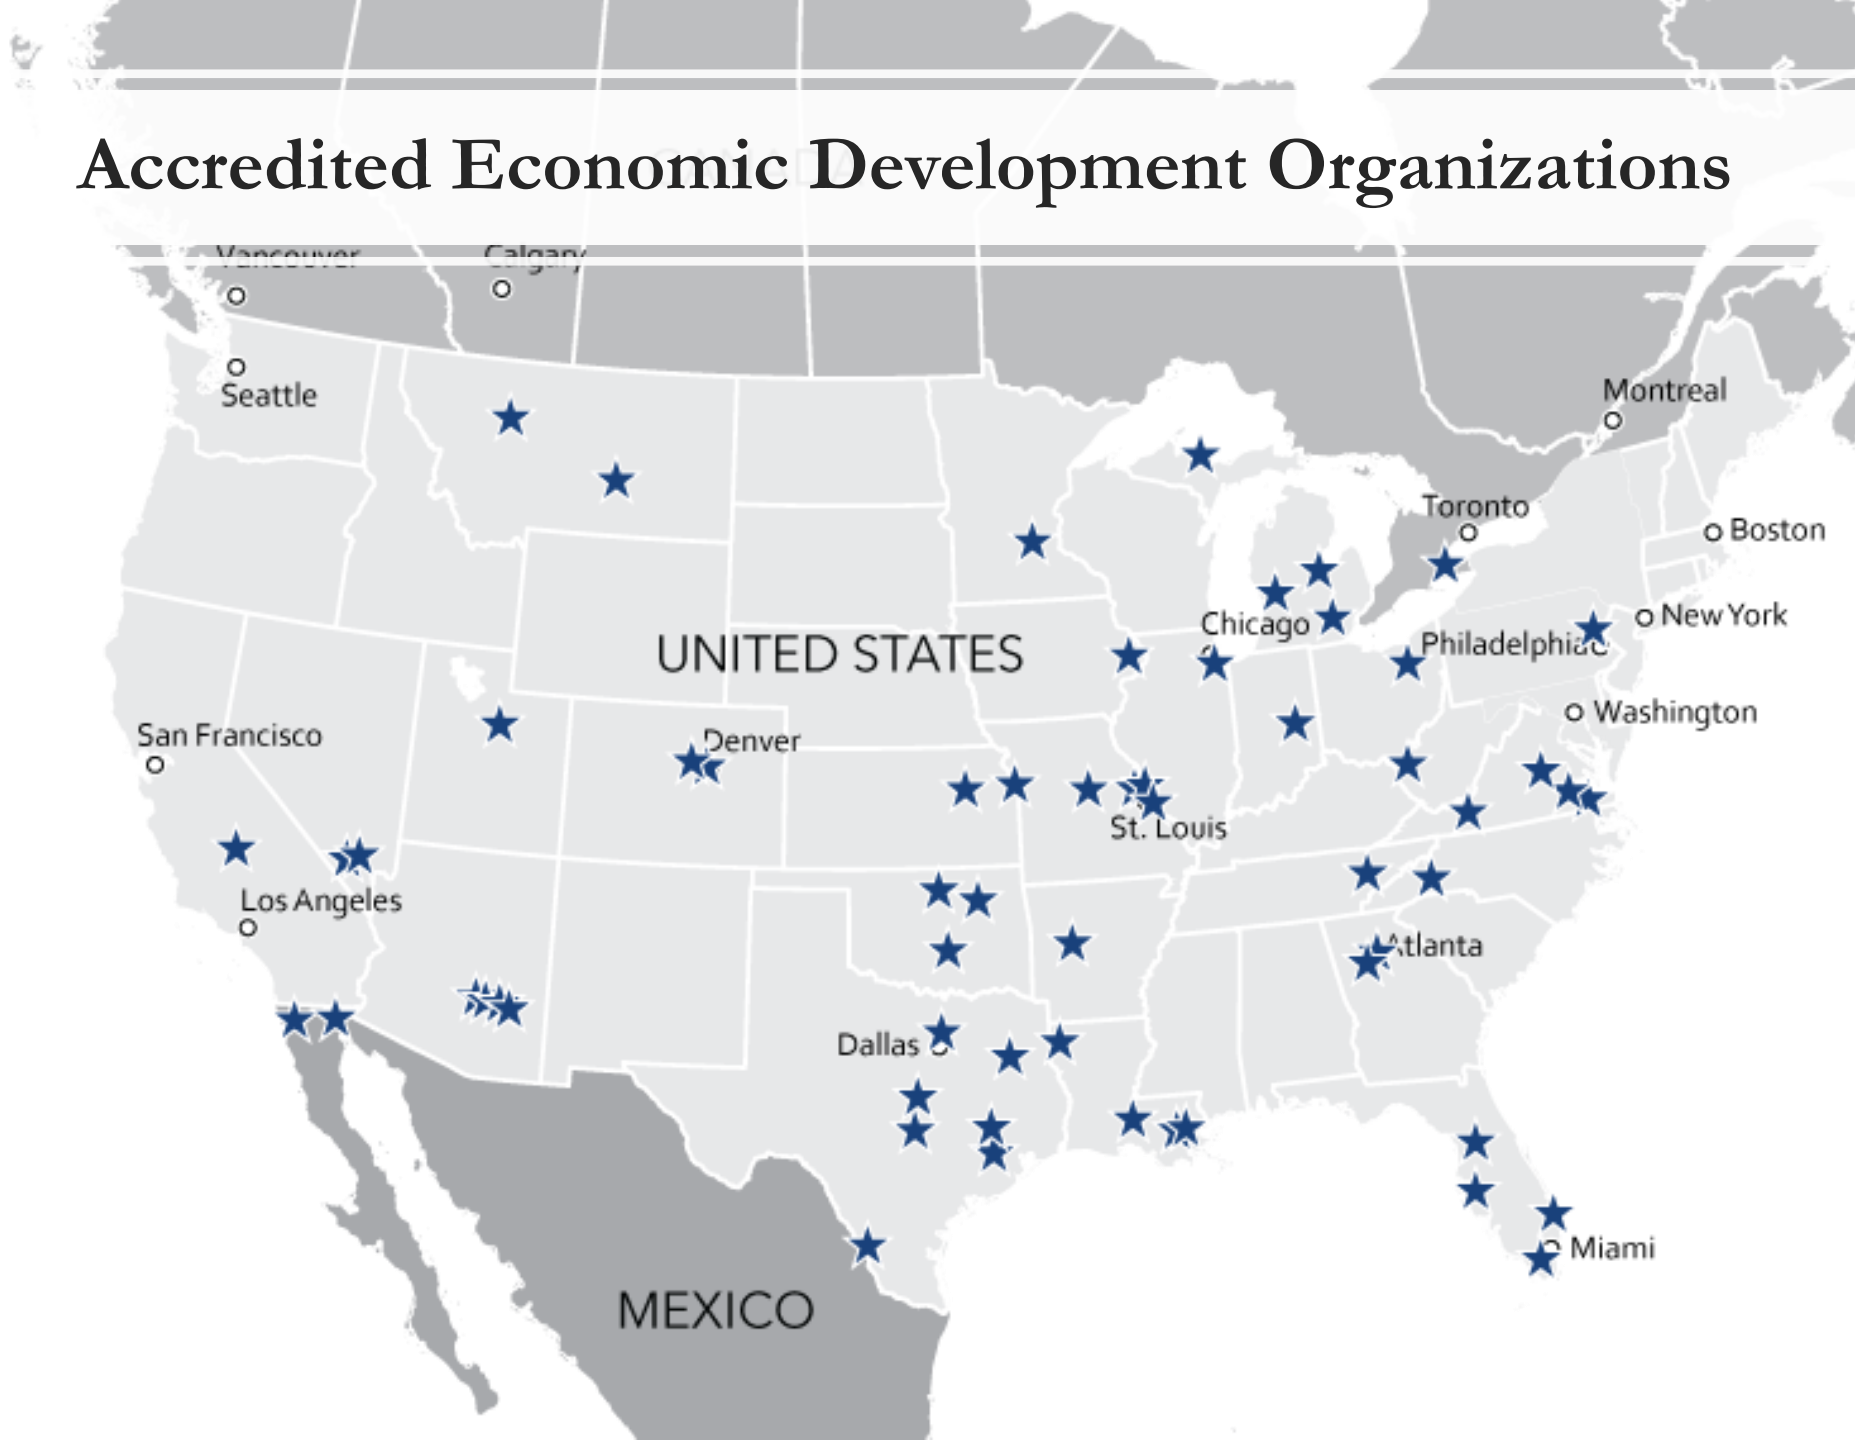 Accredited Economic Development Organizations
Vancouver
Calgary
Seattle
Montreal
Toronto
Boston
Chicago
New York
UNITED STATES
Philadelphia
Washington
San Francisco
Denver
St. Louis
Los Angeles
Atlanta
Dallas
Miami
MEXICO